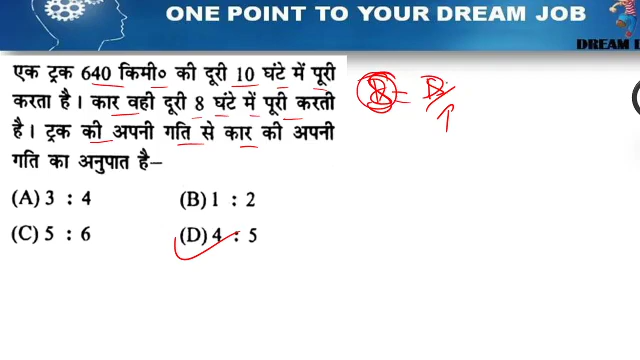 ONE POINT TO YOUR DREAM JOB
एक ट्रक 640 किमी० की दूरी 10 घंटे में पूरी
करता है। कार वही दूरी 8 घंटे में पूरी करती
है। ट्रक की अपनी गति से कार की अपनी
गति का अनुपात है–
(A) 3 : 4 (B) 1 : 2
(C) 5 : 6 (D) 4 : 5